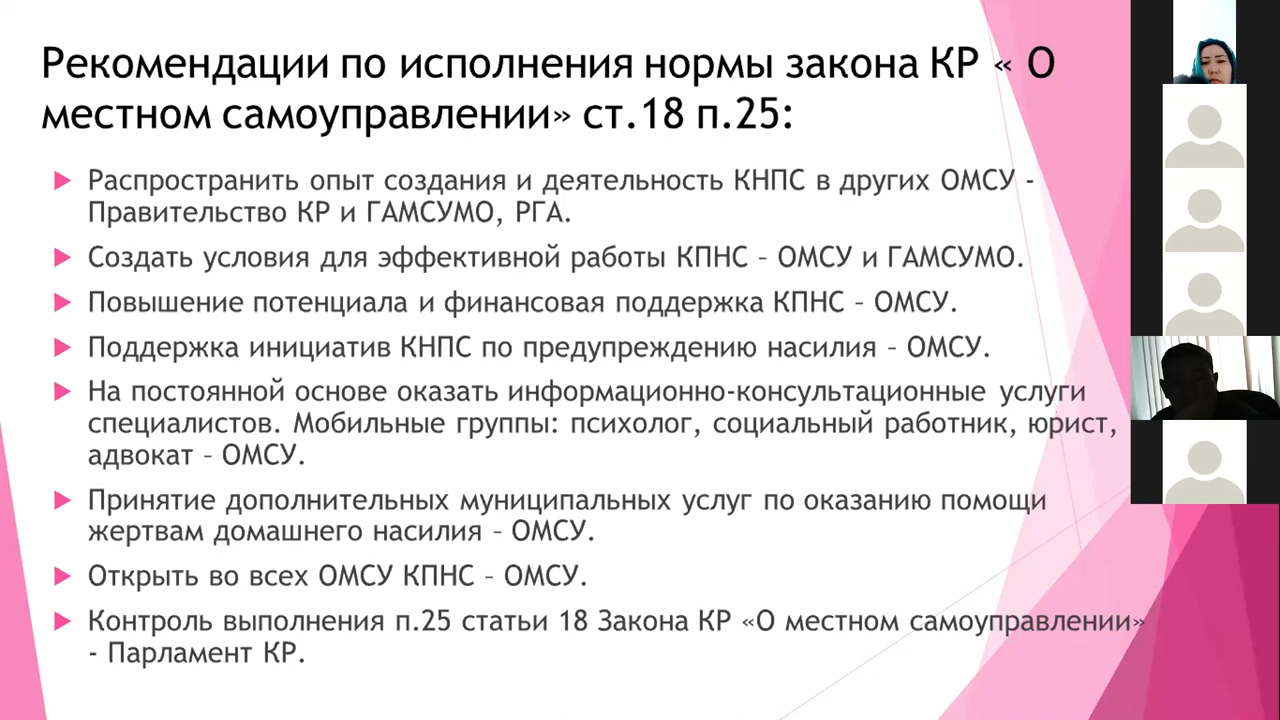 Рекомендации по исполнения нормы закона КР « О
местном самоуправлении» ст.18 п.25:
Распространить опыт создания и деятельность КНПС в других ОМСУ -
Правительство КР и ГАМСУМО, РГА.
Создать условия для эффективной работы КПНС – ОМСУ и ГАМСУМО.
Повышение потенциала и финансовая поддержка КПНС – ОМСУ.
Поддержка инициатив КНПС по предупреждению насилия – ОМСУ.
На постоянной основе оказать информационно-консультационные услуги
специалистов. Мобильные группы: психолог, социальный работник, юрист,
адвокат – ОМСУ.
Принятие дополнительных муниципальных услуг по оказанию помощи
жертвам домашнего насилия – ОМСУ.
Открыть во всех ОМСУ КПНС – ОМСУ.
Контроль выполнения п.25 статьи 18 Закона КР «О местном самоуправлении»
- Парламент КР.